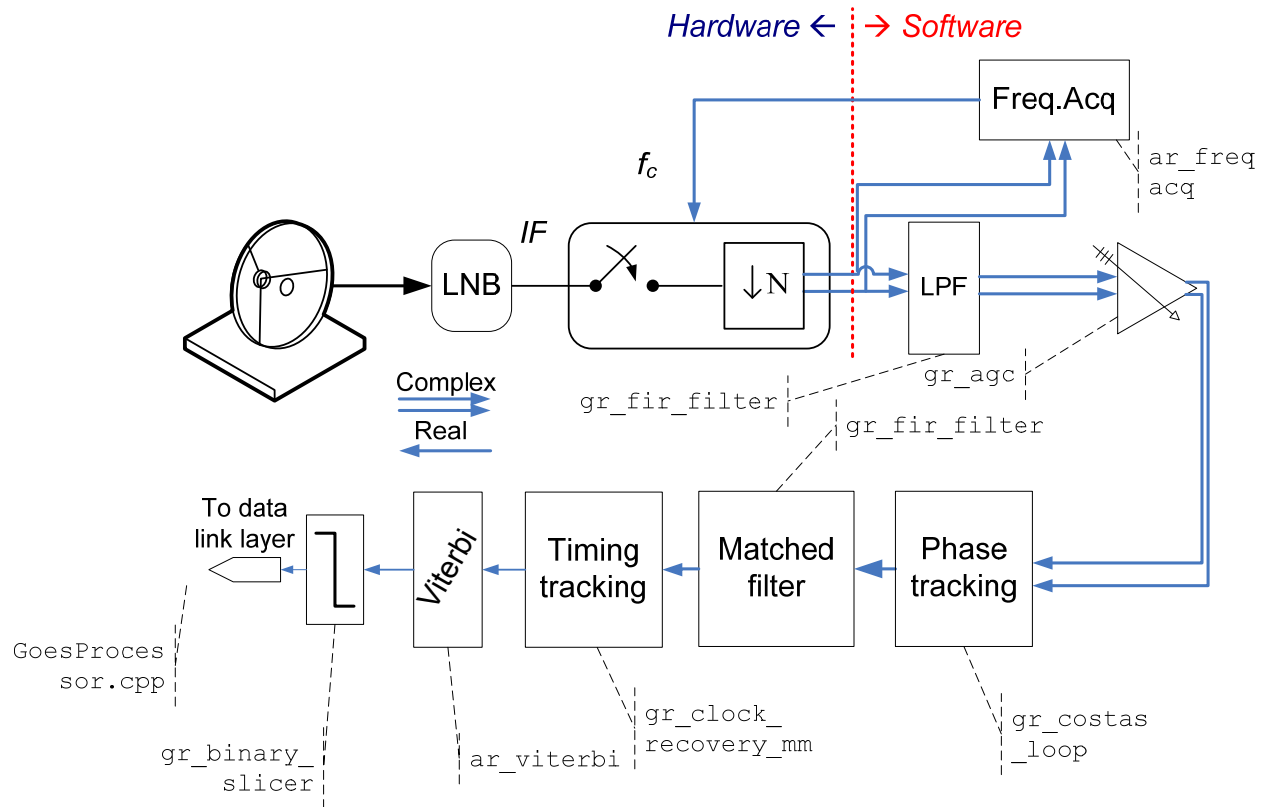 Hardware ← → Software
Freq.Acq
ar_freq
acq
fc
IF
LNB
↓N
LPF
gr_agc
gr_fir_filter
gr_fir_filter
Complex
Real
To data
link layer
Viterbi
Timing
tracking
Matched
filter
Phase
tracking
GoesProces
sor.cpp
gr_binary_
slicer
ar_viterbi
gr_clock_
recovery_mm
gr_costas
_loop